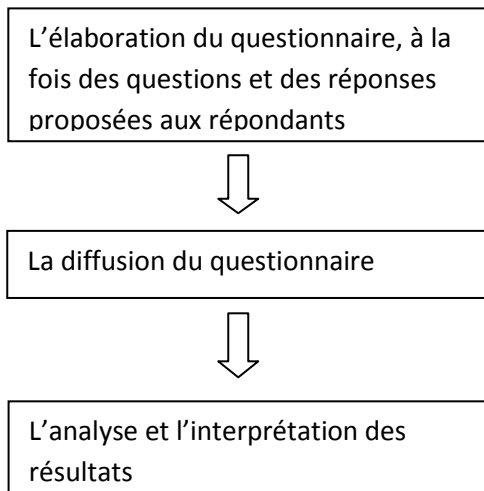 L’élaboration du questionnaire, à la
fois des questions et des réponses
proposées aux répondants
La diffusion du questionnaire
L’analyse et l’interprétation des
résultats